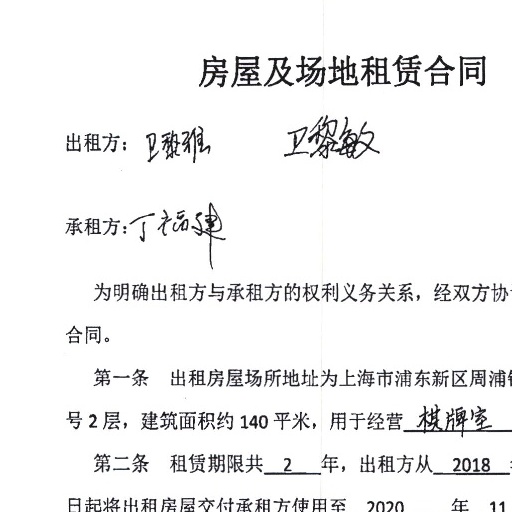 房屋及场地租赁合同
出租方：卫黎雅 卫黎敏
承租方:丁福建
为明确出租方与承租方的权利义务关系，经双方协
合同。
第一条 出租房屋场所地址为上海市浦东新区周浦
号2层，建筑面积约140平米，用于经营 棋牌室
第二条 租赁期限共 2 年，出租方从 2018
日起将出租房屋交付承租方使用至 2020 年 11